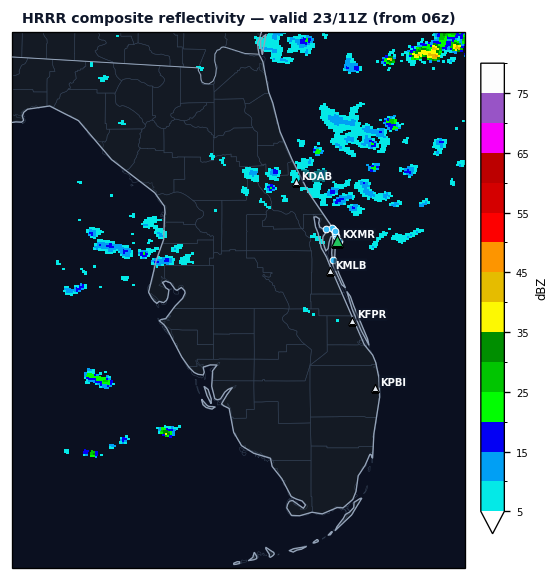 HRRR composite reflectivity — valid 23/11Z (from 06z)
KDAB
KXMR
KMLB
KFPR
KPBI
75
65
55
45
35
25
15
5
dBZ